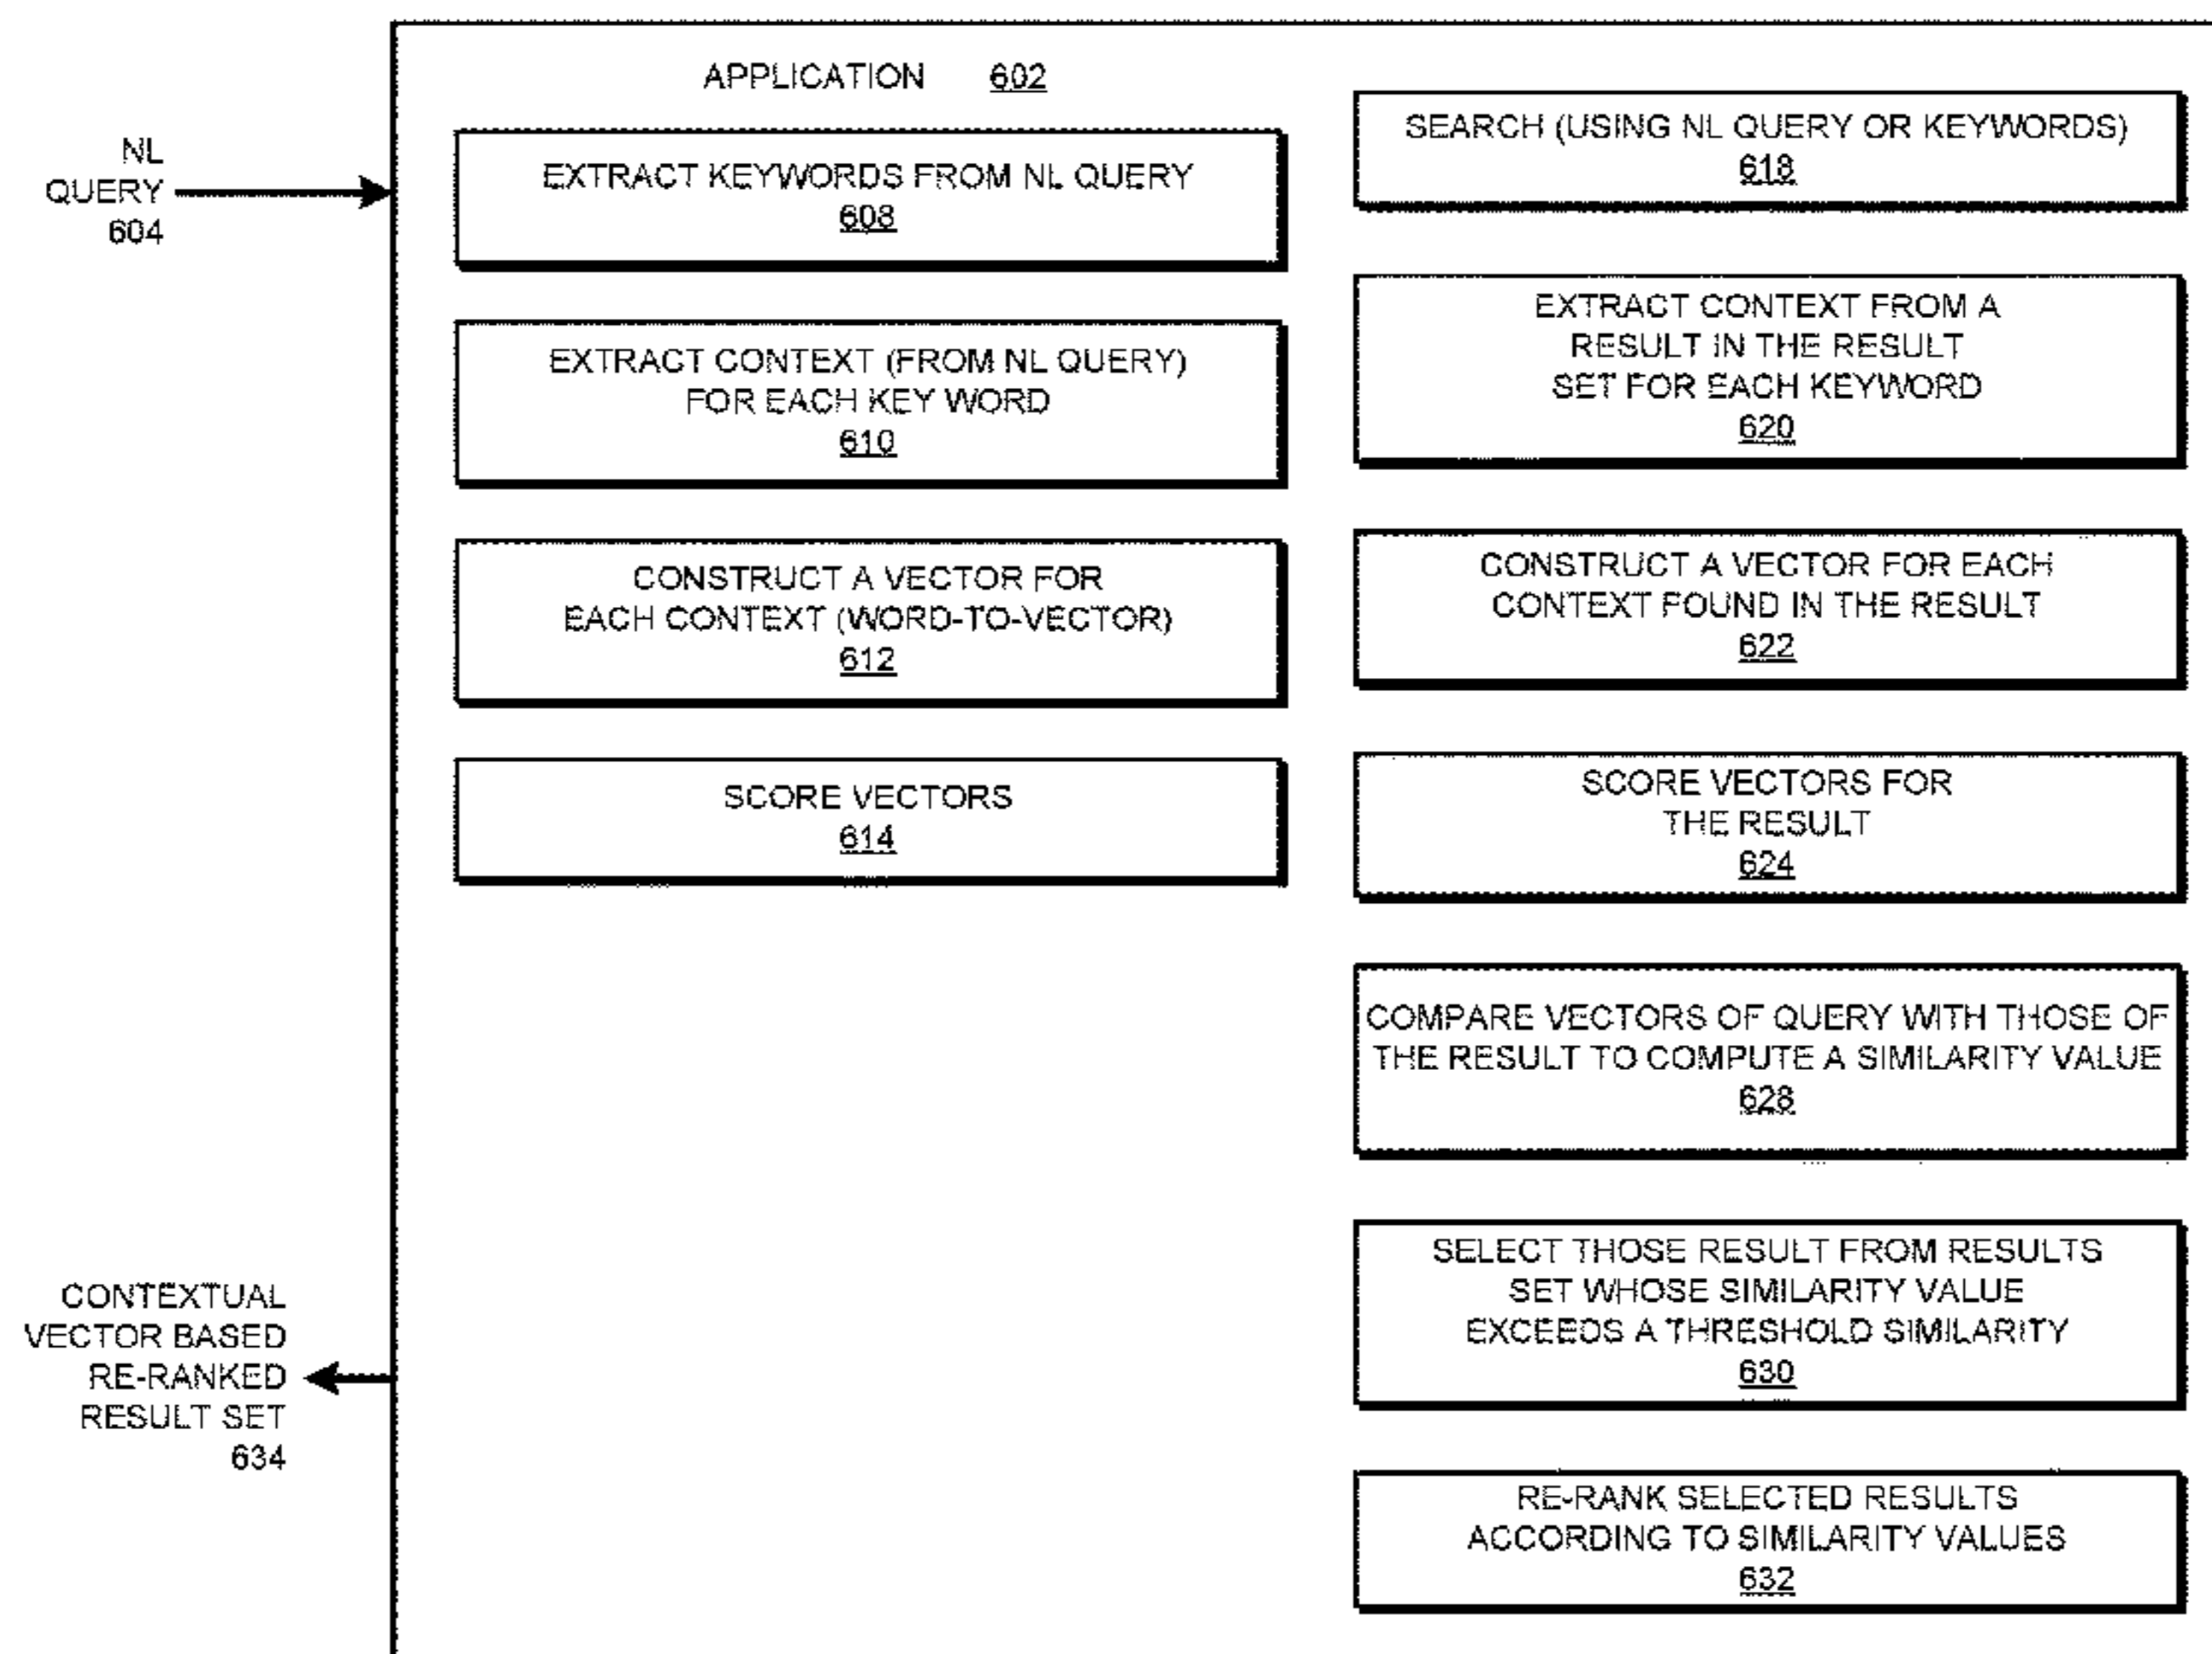 APPLICATION 602
NL
QUERY
604
EXTRACT KEYWORDS FROM NL QUERY
608
EXTRACT CONTEXT (FROM NL QUERY)
FOR EACH KEY WORD
610
CONSTRUCT A VECTOR FOR
EACH CONTEXT (WORD-TO-VECTOR)
612
SCORE VECTORS
614
SEARCH (USING NL QUERY OR KEYWORDS)
618
EXTRACT CONTEXT FROM A
RESULT IN THE RESULT
SET FOR EACH KEYWORD
620
CONSTRUCT A VECTOR FOR EACH
CONTEXT FOUND IN THE RESULT
622
SCORE VECTORS FOR
THE RESULT
624
COMPARE VECTORS OF QUERY WITH THOSE OF
THE RESULT TO COMPUTE A SIMILARITY VALUE
628
SELECT THOSE RESULT FROM RESULTS
SET WHOSE SIMILARITY VALUE
EXCEEDS A THRESHOLD SIMILARITY
630
RE-RANK SELECTED RESULTS
ACCORDING TO SIMILARITY VALUES
632
CONTEXTUAL
VECTOR BASED
RE-RANKED
RESULT SET
634